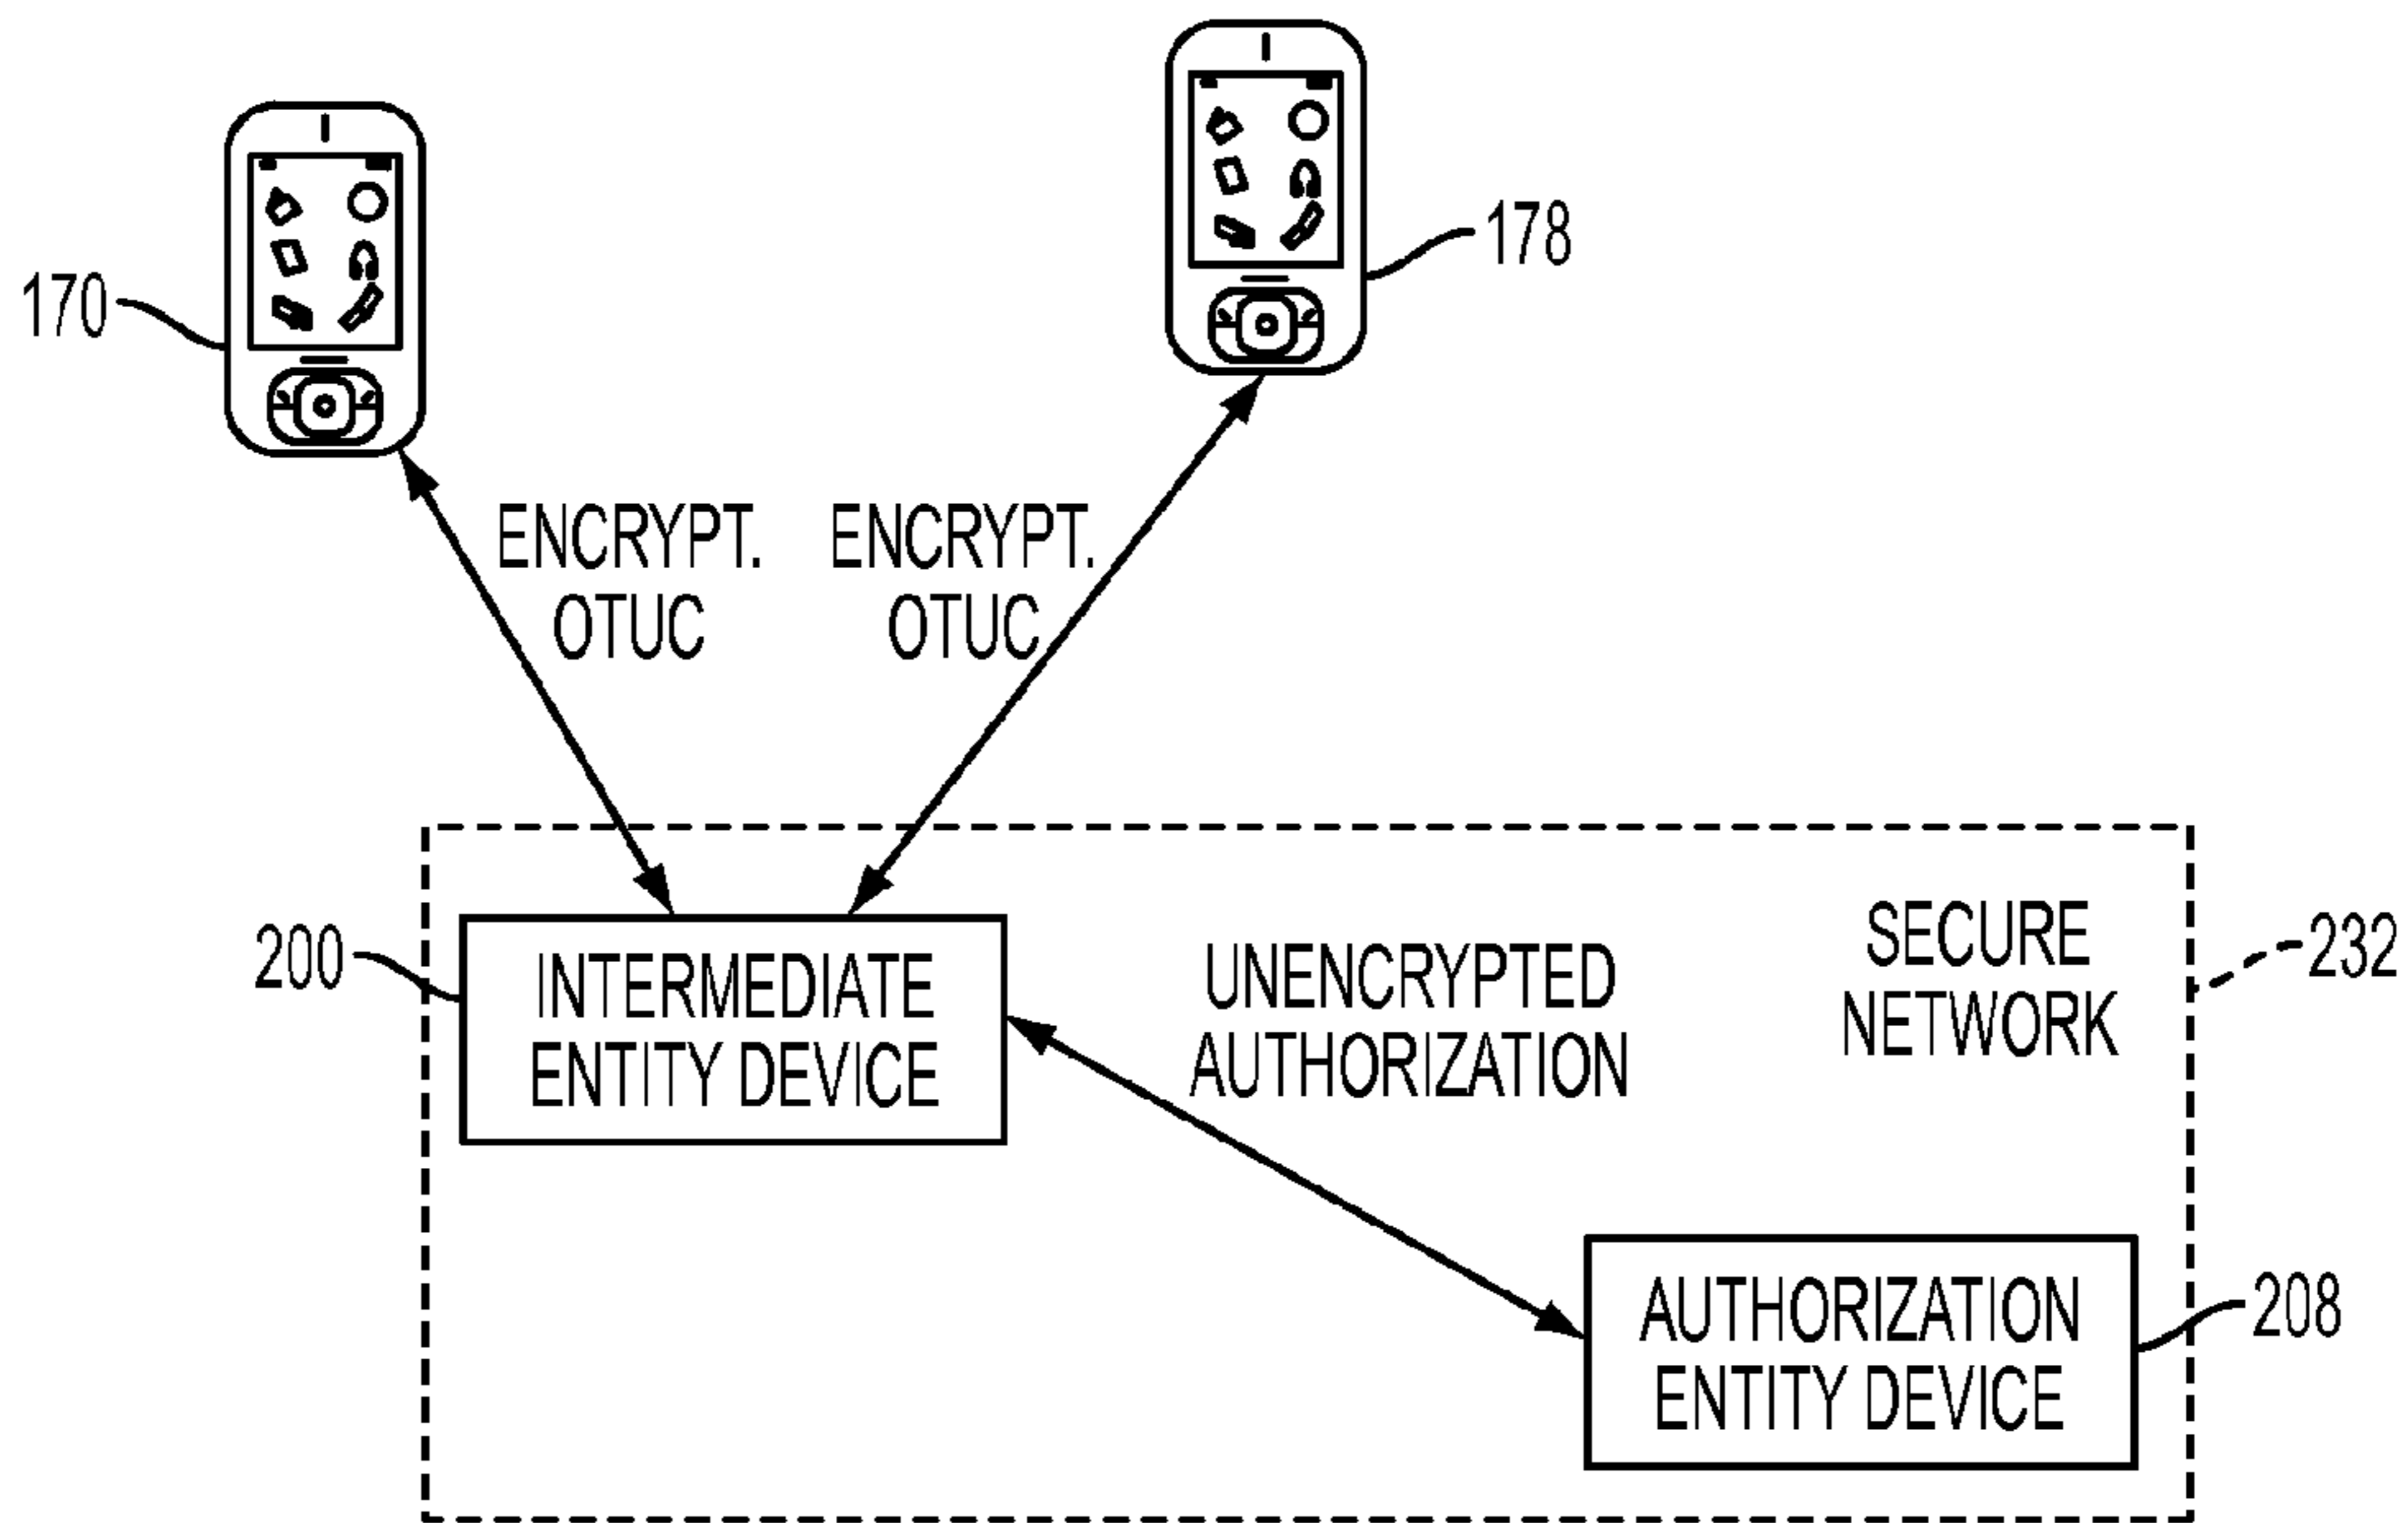 178
170
ENCRYPT.
OTUC
ENCRYPT.
OTUC
200
INTERMEDIATE
ENTITY DEVICE
UNENCRYPTED
AUTHORIZATION
SECURE
NETWORK
232
AUTHORIZATION
ENTITY DEVICE
208